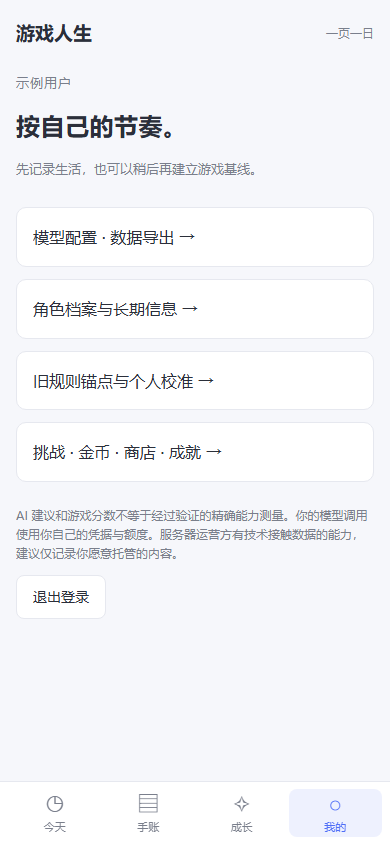 游戏人生
一页一日
示例用户
按自己的节奏。
先记录生活，也可以稍后再建立游戏基线。
模型配置 · 数据导出 →
角色档案与长期信息 →
旧规则锚点与个人校准 →
挑战 · 金币 · 商店 · 成就 →
AI 建议和游戏分数不等于经过验证的精确能力测量。你的模型调用
使用你自己的凭据与额度。服务器运营方有技术接触数据的能力，
建议仅记录你愿意托管的内容。
退出登录
今天
手账
成长
我的